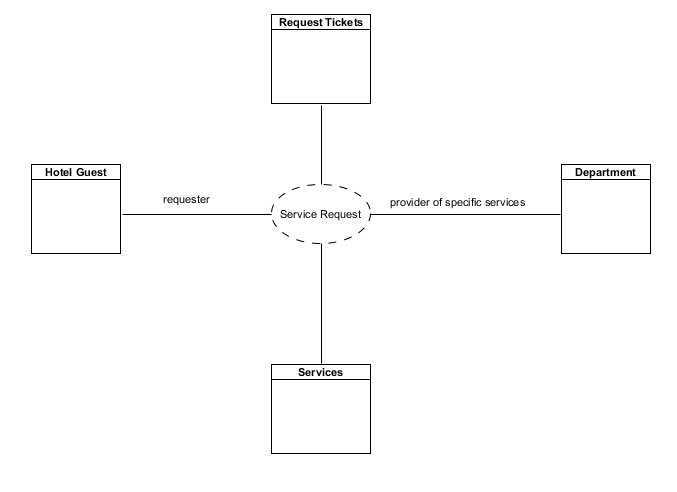 Request Tickets
Hotel Guest
Department
requester
provider of specific services
Service Request
Services